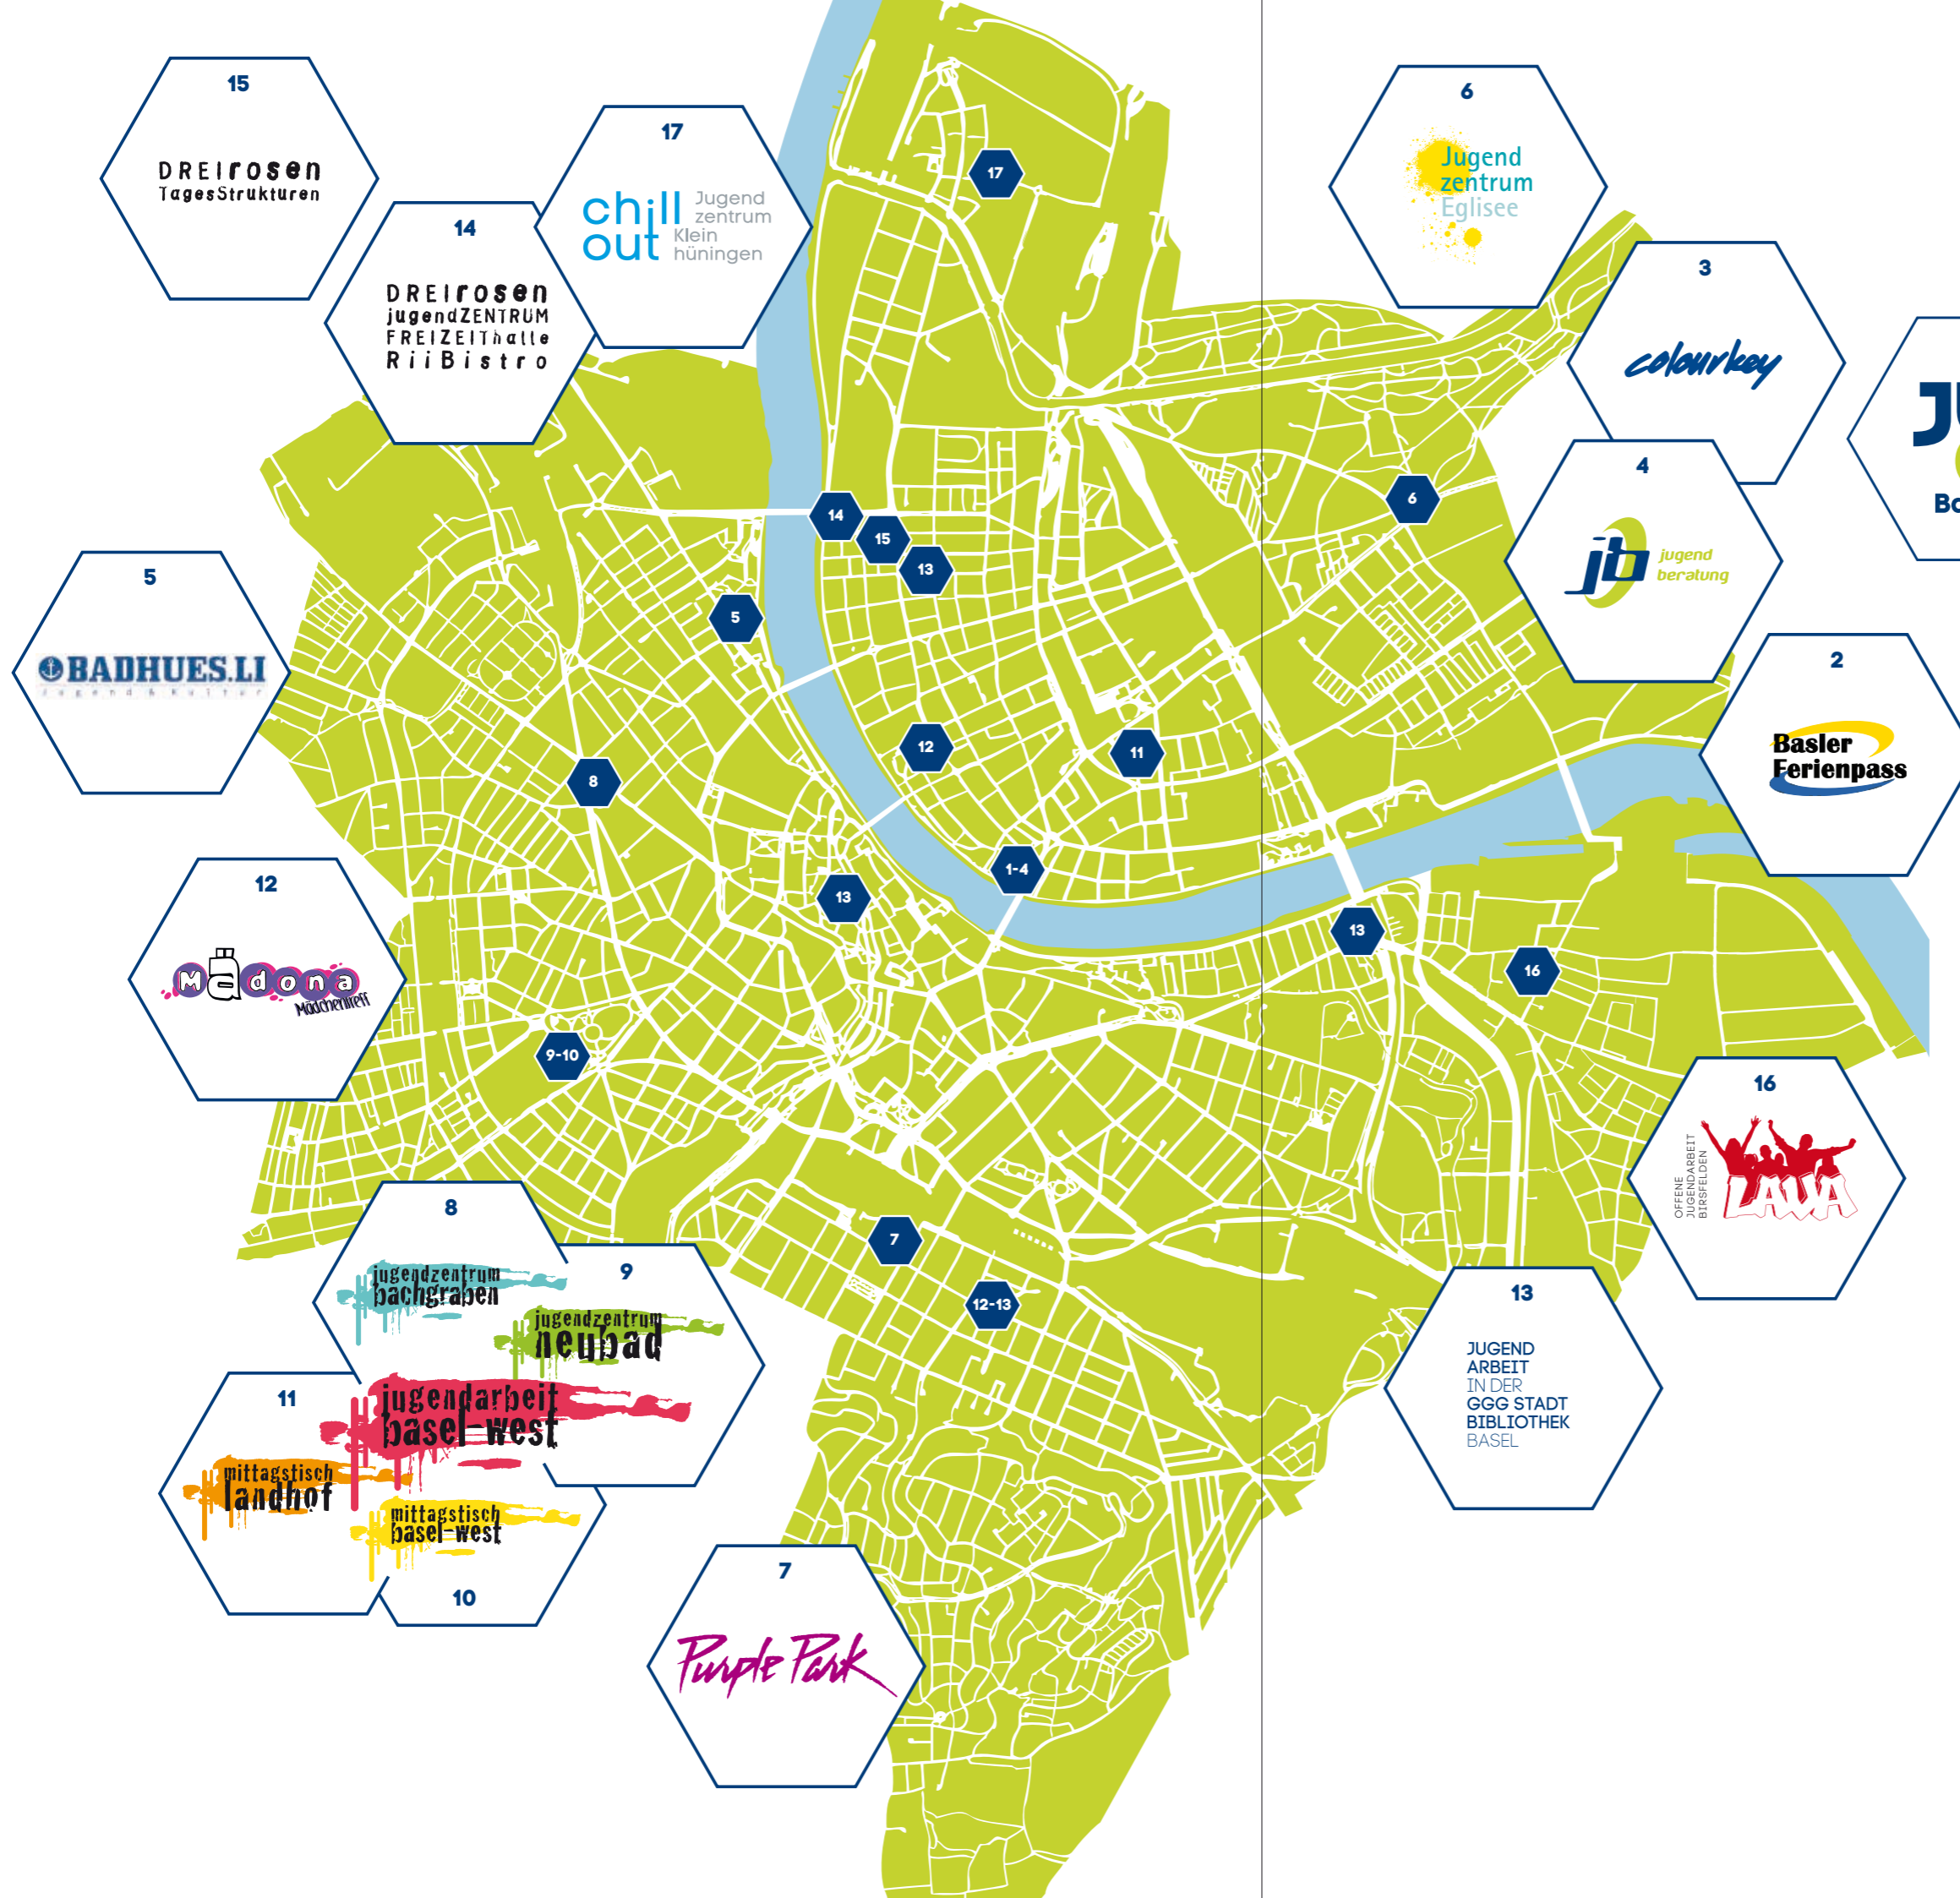 15
DREIrosen
TagesStrukturen
14
DREIrosen
jugendZENTRUM
FREIZEIThalle
RiiBistro
17
chill out
Jugend
zentrum
Klein
hüningen
6
Jugend
zentrum
Eglisee
3
colourkey
4
jb
jugend
beratung
2
Basler
Ferienpass
5
BADHUES.LI
Jugend & Kultur
12
Madona
Mädchentreff
16
OFFENE
JUGENDARBEIT
BIRSFELDEN
LAVA
13
JUGEND
ARBEIT
IN DER
GGG STADT
BIBLIOTHEK
BASEL
8
jugendzentrum
bachgraben
9
jugendzentrum
neubad
jugendarbeit
basel-west
11
mittagstisch
landhof
mittagstisch
basel-west
10
7
Purple Park
17
14
15
13
6
5
12
11
8
1-4
13
13
16
9-10
7
12-13